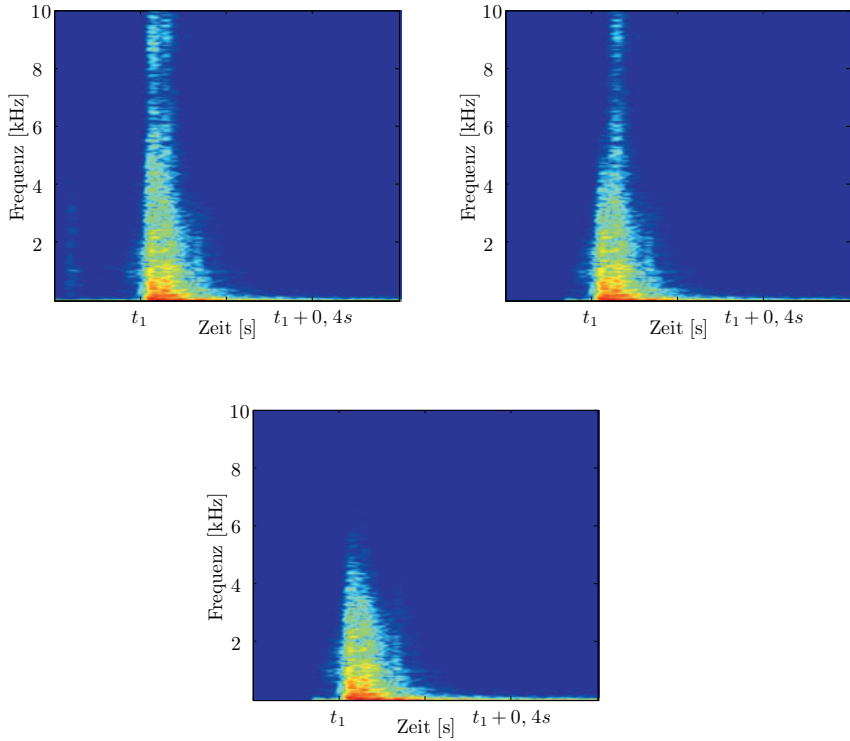 10
8
6
4
2
Frequenz [kHz]
t₁
t₁ + 0, 4s
Zeit [s]
10
8
6
4
2
Frequenz [kHz]
t₁
t₁ + 0, 4s
Zeit [s]
10
8
6
4
2
Frequenz [kHz]
t₁
t₁ + 0, 4s
Zeit [s]